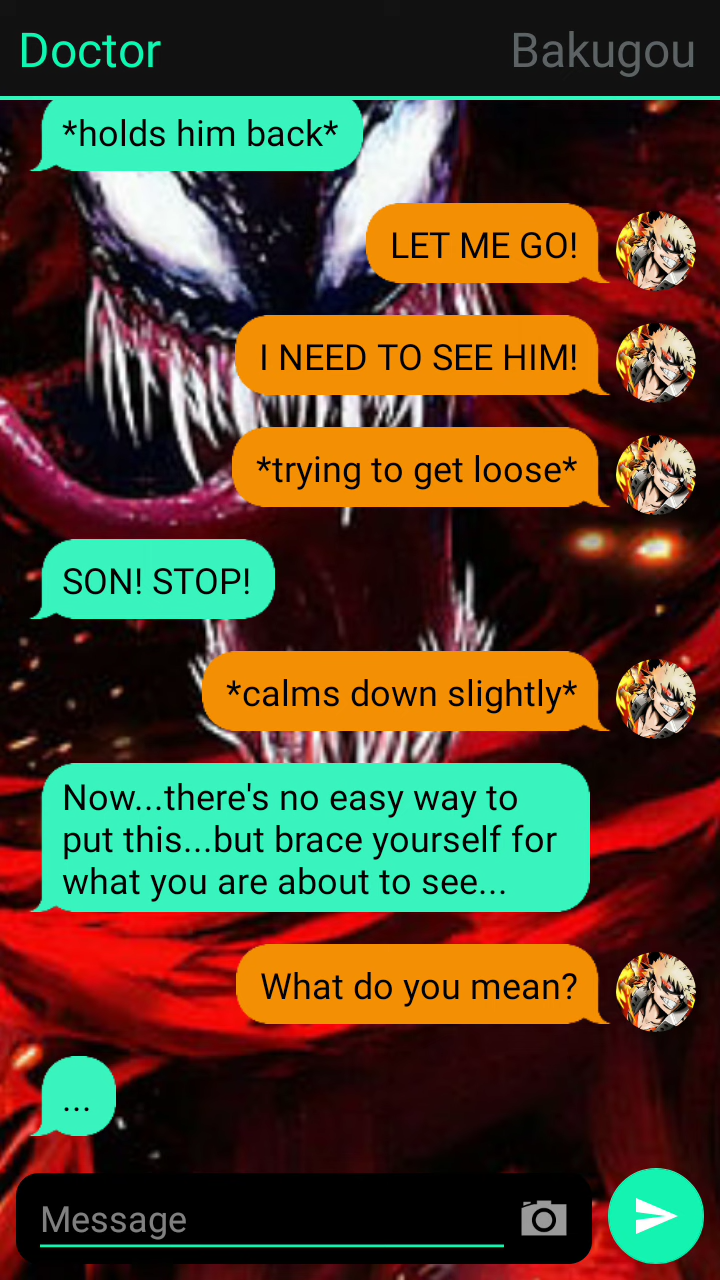 Doctor
Bakugou
*holds him back*
LET ME GO!
I NEED TO SEE HIM!
*trying to get loose*
SON! STOP!
*calms down slightly*
Now...there's no easy way to
put this...but brace yourself for
what you are about to see...
What do you mean?
...
Message